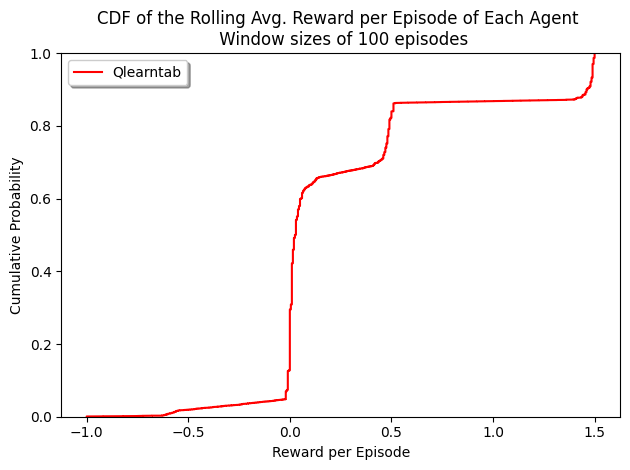 CDF of the Rolling Avg. Reward per Episode of Each Agent
Window sizes of 100 episodes
Qlearntab
1.0
0.8
0.6
0.4
0.2
0.0
Cumulative Probability
−1.0 −0.5 0.0 0.5 1.0 1.5
Reward per Episode